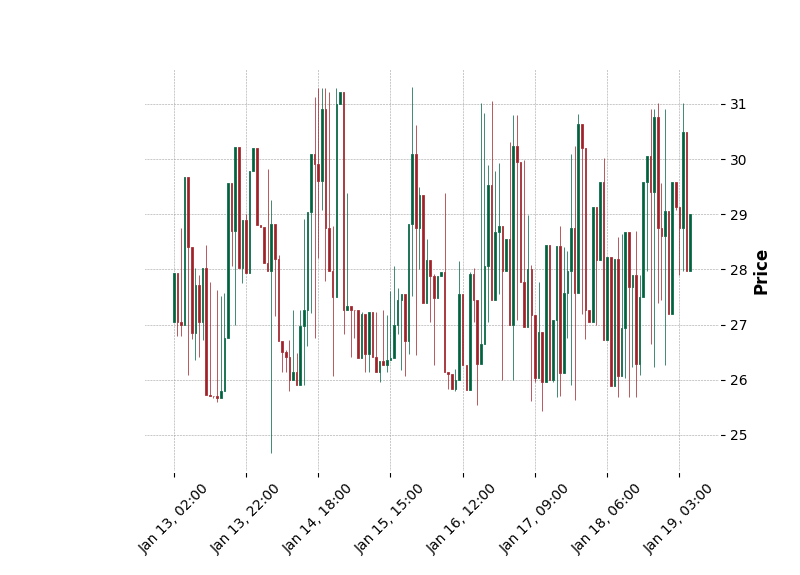 31
30
29
28
27
26
25
Price
Jan 13, 02:00
Jan 13, 22:00
Jan 14, 18:00
Jan 15, 15:00
Jan 16, 12:00
Jan 17, 09:00
Jan 18, 06:00
Jan 19, 03:00